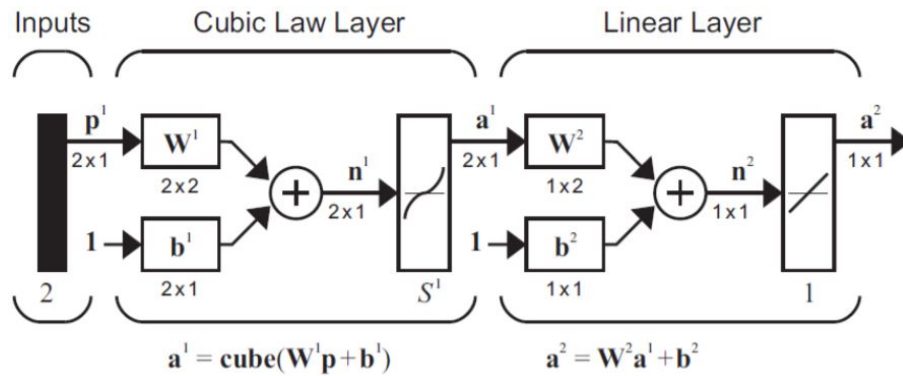 Inputs Cubic Law Layer Linear Layer
p¹ W¹ n¹ a¹ W² n² a²
2x1 2x2 2x1 2x1 1x2 1x1 1x1
1 b¹ 1 b²
2 2x1 S¹ 1x1 1
a¹ = cube(W¹p + b¹) a² = W²a¹ + b²